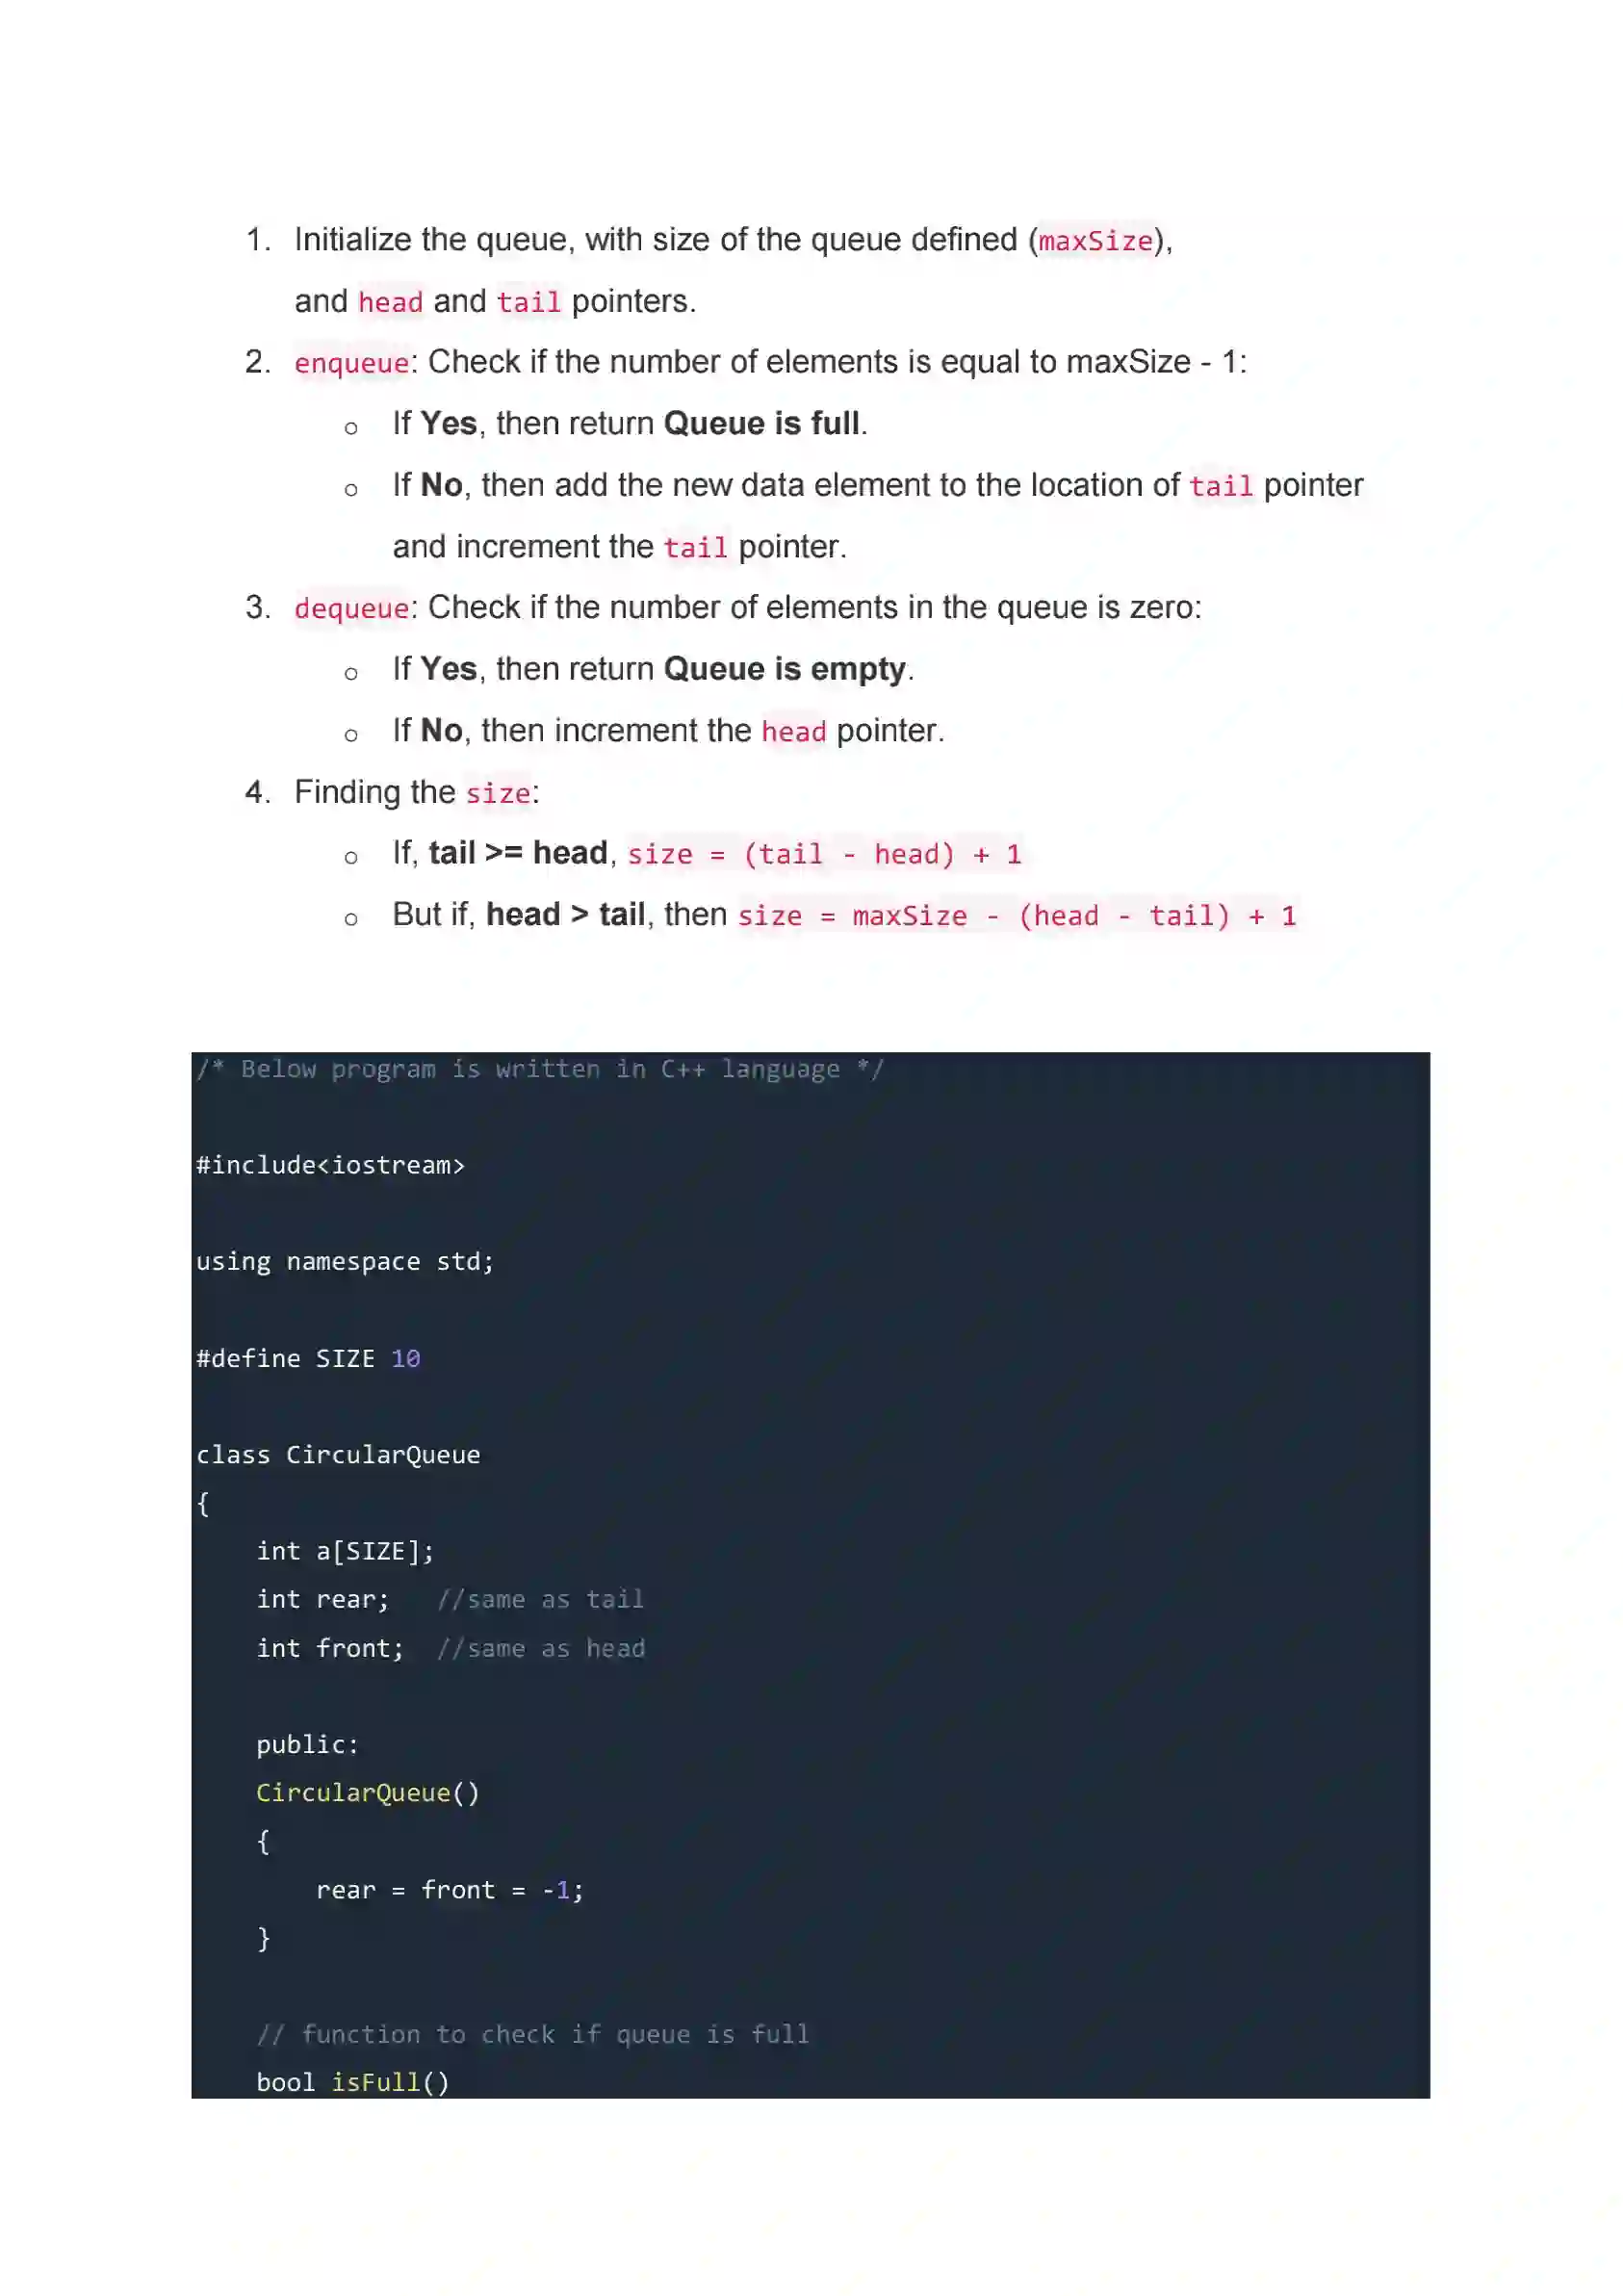 1. Initialize the queue, with size of the queue defined (maxSize),
and head and tail pointers.
2. enqueue: Check if the number of elements is equal to maxSize - 1:
o If Yes, then return Queue is full.
o If No, then add the new data element to the location of tail pointer
and increment the tail pointer.
3. dequeue: Check if the number of elements in the queue is zero:
o If Yes, then return Queue is empty.
o If No, then increment the head pointer.
4. Finding the size:
o If, tail >= head, size = (tail - head) + 1
o But if, head > tail, then size = maxSize - (head - tail) + 1
/* Below program is written in C++ language */
#include<iostream>
using namespace std;
#define SIZE 10
class CircularQueue
{
int a[SIZE];
int rear; //same as tail
int front; //same as head
public:
CircularQueue()
{
rear = front = -1;
}
// function to check if queue is full
bool isFull()